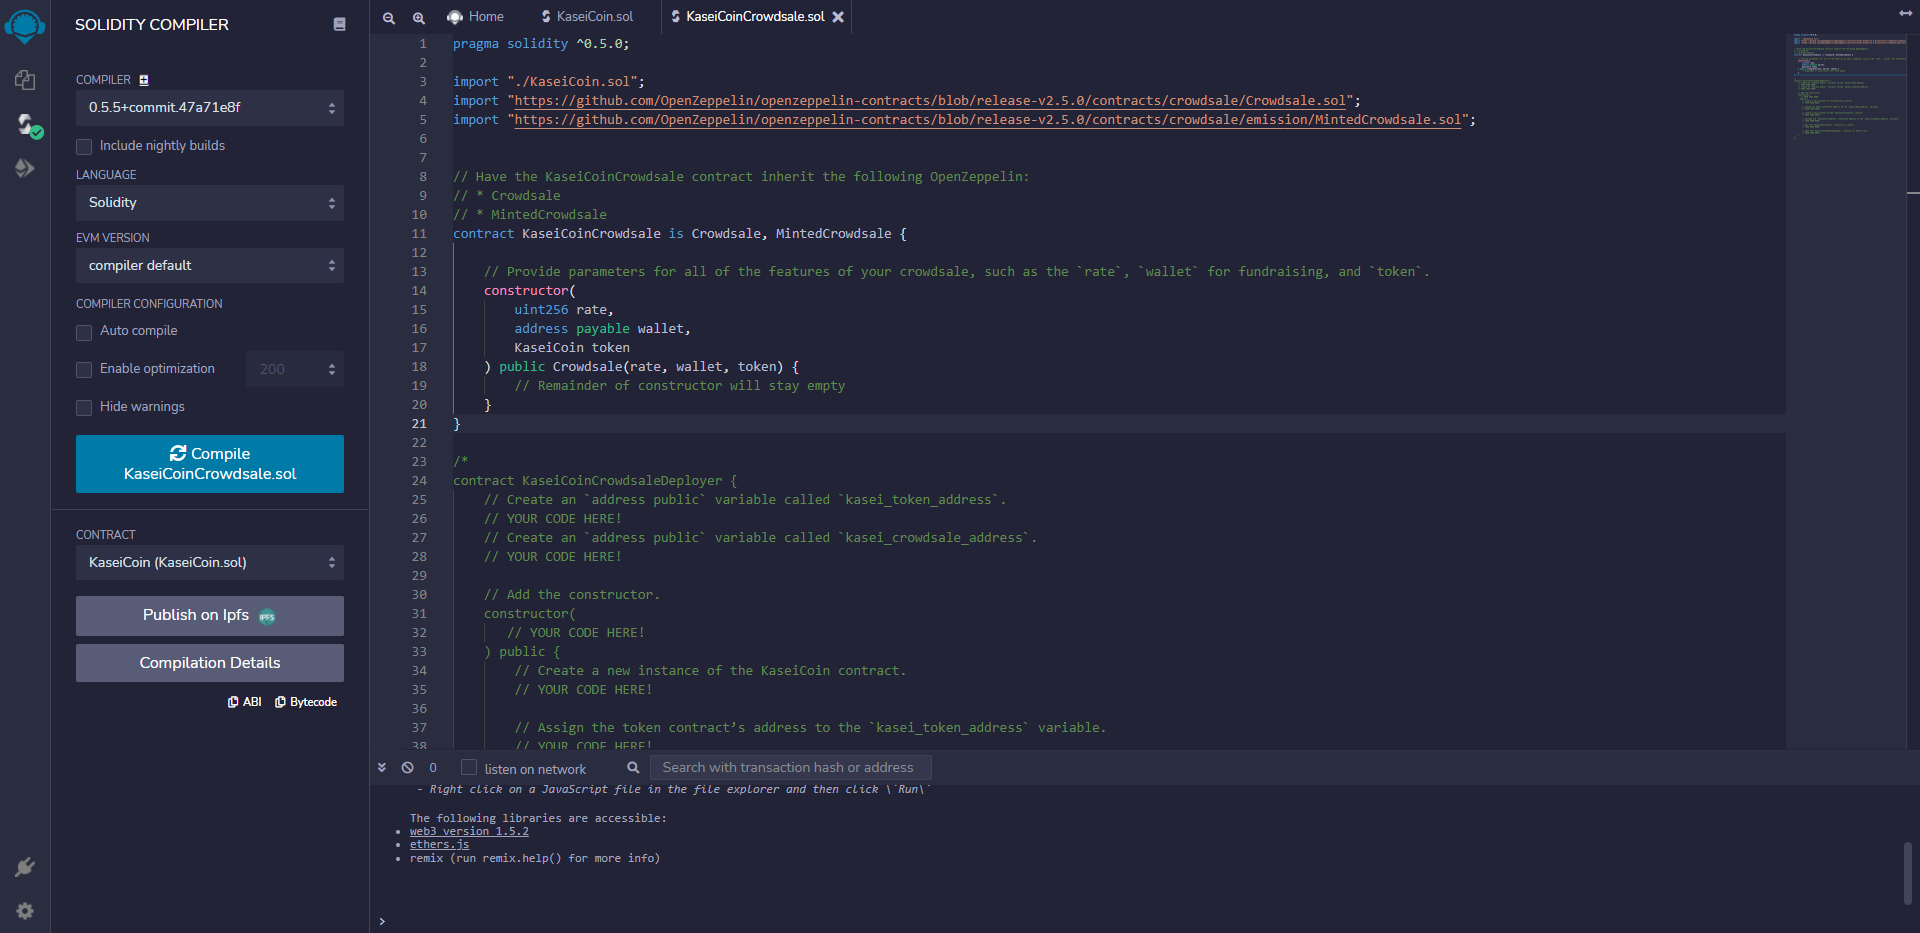 SOLIDITY COMPILER
COMPILER
0.5.5+commit.47a71e8f
Include nightly builds
LANGUAGE
Solidity
EVM VERSION
compiler default
COMPILER CONFIGURATION
Auto compile
Enable optimization
200
Hide warnings
Compile
KaseiCoinCrowdsale.sol
CONTRACT
KaseiCoin (KaseiCoin.sol)
Publish on Ipfs IPFS
Compilation Details
ABI Bytecode
Home KaseiCoin.sol KaseiCoinCrowdsale.sol
1 pragma solidity ^0.5.0;
2
3 import "./KaseiCoin.sol";
4 import "https://github.com/OpenZeppelin/openzeppelin-contracts/blob/release-v2.5.0/contracts/crowdsale/Crowdsale.sol";
5 import "https://github.com/OpenZeppelin/openzeppelin-contracts/blob/release-v2.5.0/contracts/crowdsale/emission/MintedCrowdsale.sol";
6
7
8 // Have the KaseiCoinCrowdsale contract inherit the following OpenZeppelin:
9 // * Crowdsale
10 // * MintedCrowdsale
11 contract KaseiCoinCrowdsale is Crowdsale, MintedCrowdsale {
12
13 // Provide parameters for all of the features of your crowdsale, such as the `rate`, `wallet` for fundraising, and `token`.
14 constructor(
15 uint256 rate,
16 address payable wallet,
17 KaseiCoin token
18 ) public Crowdsale(rate, wallet, token) {
19 // Remainder of constructor will stay empty
20 }
21 }
22
23 /*
24 contract KaseiCoinCrowdsaleDeployer {
25 // Create an `address public` variable called `kasei_token_address`.
26 // YOUR CODE HERE!
27 // Create an `address public` variable called `kasei_crowdsale_address`.
28 // YOUR CODE HERE!
29
30 // Add the constructor.
31 constructor(
32 // YOUR CODE HERE!
33 ) public {
34 // Create a new instance of the KaseiCoin contract.
35 // YOUR CODE HERE!
36
37 // Assign the token contract’s address to the `kasei_token_address` variable.
38 // YOUR CODE HERE!
0 listen on network Search with transaction hash or address
- Right click on a JavaScript file in the file explorer and then click \`Run\`
The following libraries are accessible:
• web3 version 1.5.2
• ethers.js
• remix (run remix.help() for more info)
>